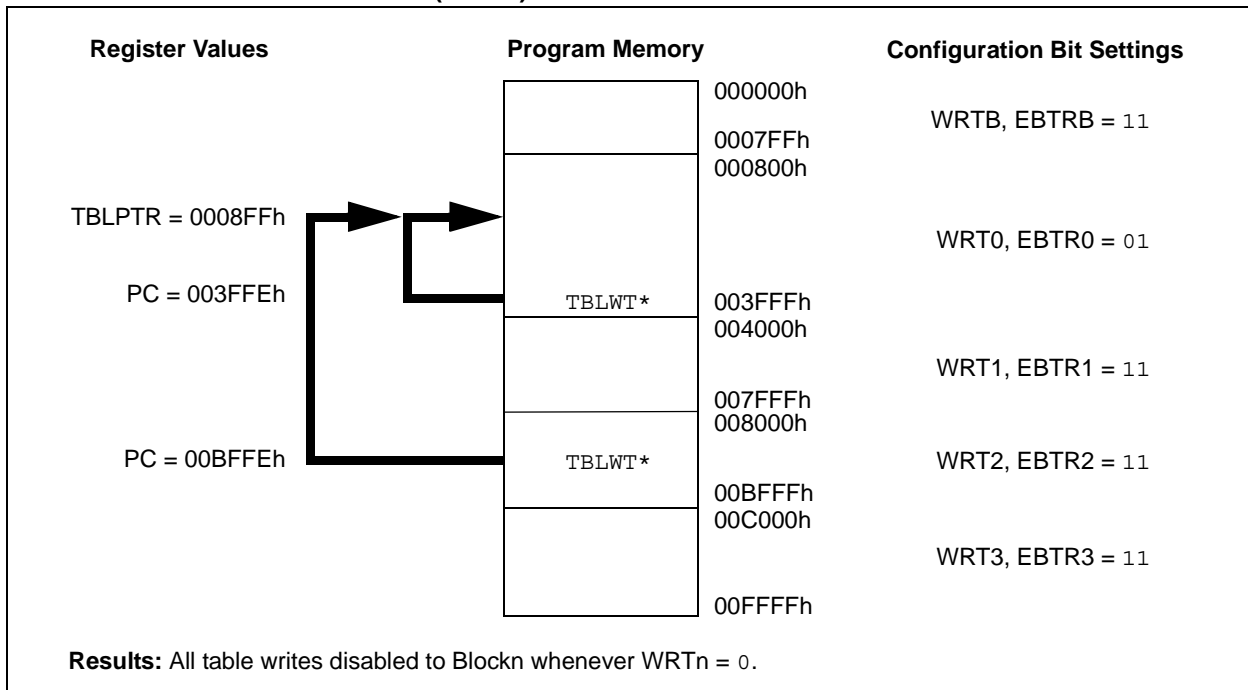 Register Values Program Memory Configuration Bit Settings
000000h
WRTB, EBTRB = 11
0007FFh
000800h
TBLPTR = 0008FFh
WRT0, EBTR0 = 01
PC = 003FFEh TBLWT* 003FFFh
004000h
WRT1, EBTR1 = 11
007FFFh
008000h
PC = 00BFFEh TBLWT* WRT2, EBTR2 = 11
00BFFFh
00C000h
WRT3, EBTR3 = 11
00FFFFh
Results: All table writes disabled to Blockn whenever WRTn = 0.